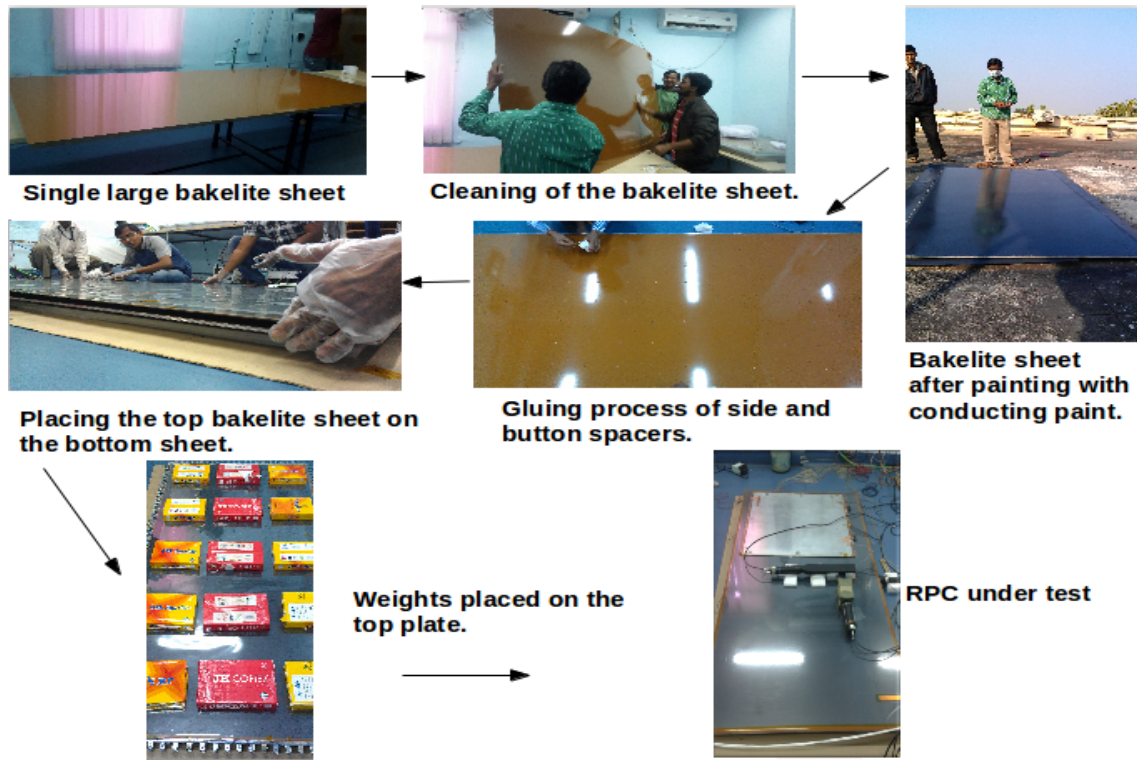 Single large bakelite sheet
Cleaning of the bakelite sheet.
Bakelite sheet
after painting with
conducting paint.
Gluing process of side and
button spacers.
Placing the top bakelite sheet on
the bottom sheet.
Weights placed on the
top plate.
RPC under test
JK COPIER